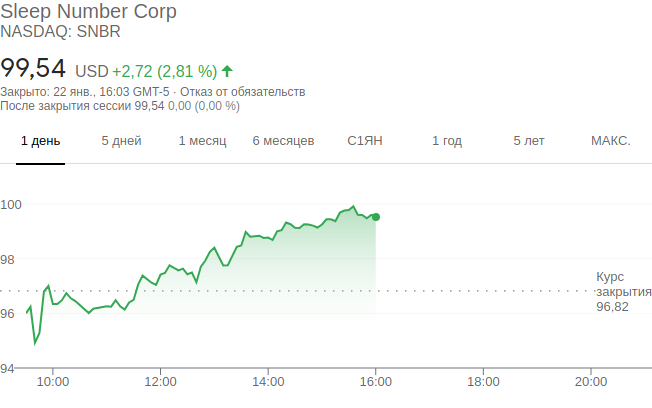 Sleep Number Corp
NASDAQ: SNBR
99,54 USD +2,72 (2,81 %)
Закрыто: 22 янв., 16:03 GMT-5 · Отказ от обязательств
После закрытия сессии 99,54 0,00 (0,00 %)
1 день 5 дней 1 месяц 6 месяцев С1ЯН 1 год 5 лет МАКС.
100
98
Курс
закрытия
96,82
96
94
10:00 12:00 14:00 16:00 18:00 20:00